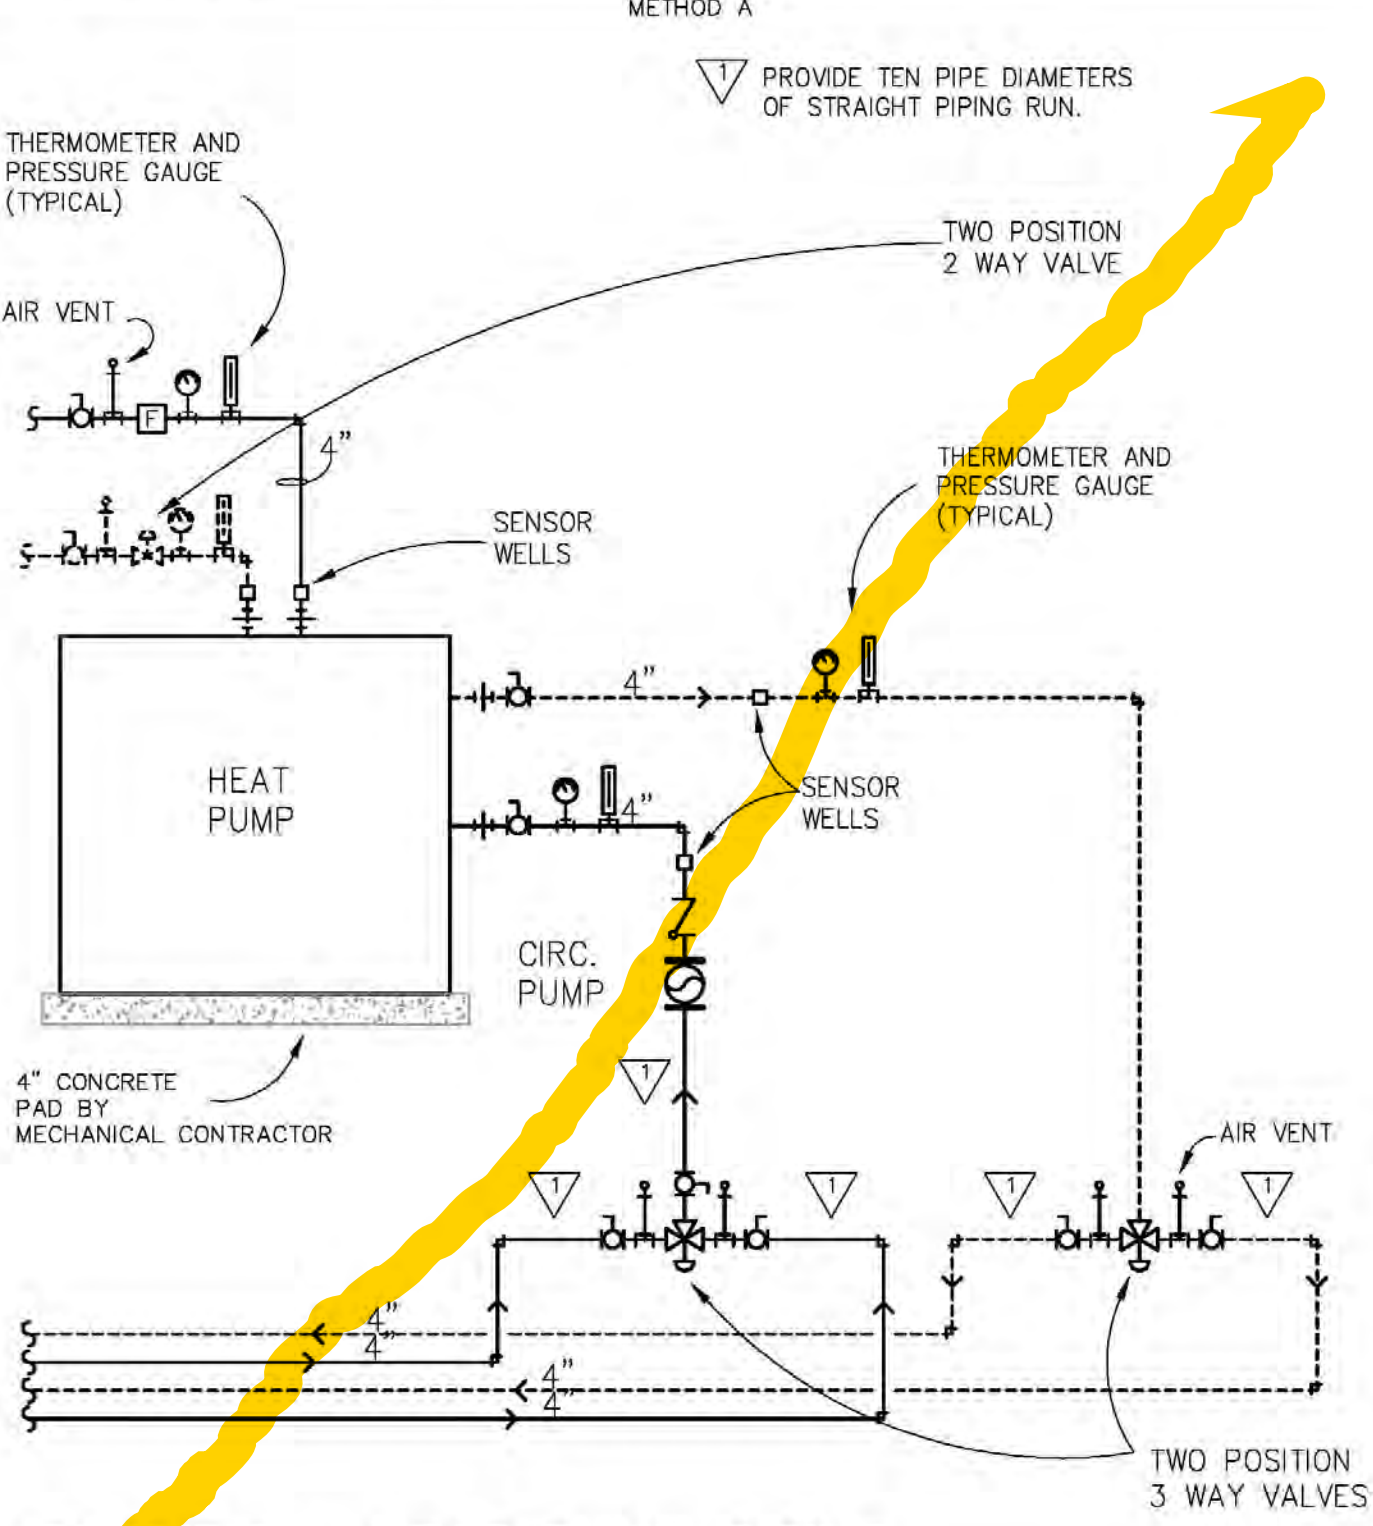 METHOD A
1
PROVIDE TEN PIPE DIAMETERS
OF STRAIGHT PIPING RUN.
THERMOMETER AND
PRESSURE GAUGE
(TYPICAL)
TWO POSITION
2 WAY VALVE
AIR VENT
F
4"
THERMOMETER AND
PRESSURE GAUGE
(TYPICAL)
SENSOR
WELLS
4"
HEAT
PUMP
SENSOR
WELLS
4"
CIRC.
PUMP
1
4" CONCRETE
PAD BY
MECHANICAL CONTRACTOR
AIR VENT
1
1
1
1
4"
4"
4"
4"
TWO POSITION
3 WAY VALVES